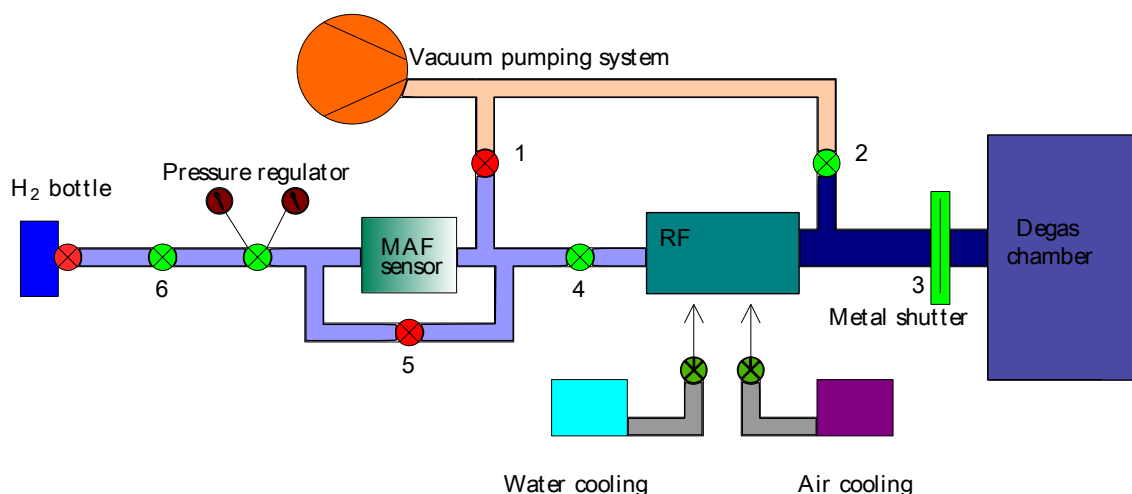 Vacuum pumping system
1
2
Pressure regulator
H₂ bottle
RF
Degas
chamber
MAF
sensor
6
4
3
Metal shutter
5
Water cooling
Air cooling